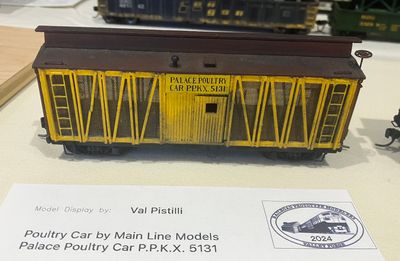 PALACE POULTRY
CAR P.P.K.X. 5131
Model Display by: Val Pistilli
Poultry Car by Main Line Models
Palace Poultry Car P.P.K.X. 5131
2024